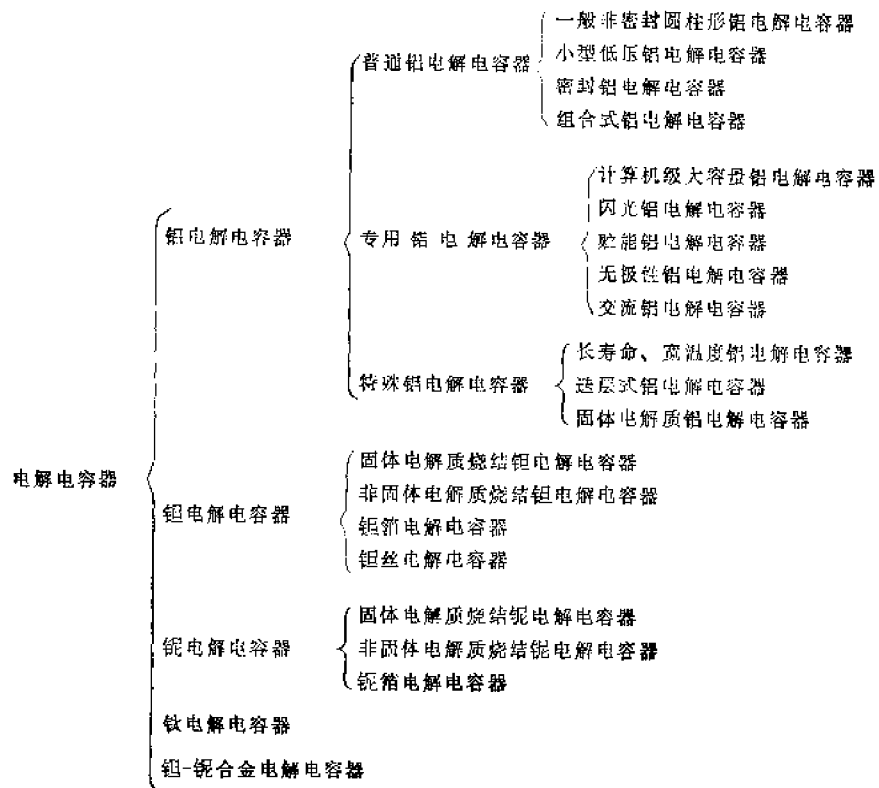 电解电容器
铝电解电容器
普通铝电解电容器
一般非密封圆柱形铝电解电容器
小型低压铝电解电容器
密封铝电解电容器
组合式铝电解电容器
专用铝电解电容器
计算机级大容量铝电解电容器
闪光铝电解电容器
贮能铝电解电容器
无极性铝电解电容器
交流铝电解电容器
特殊铝电解电容器
长寿命、宽温度铝电解电容器
迭层式铝电解电容器
固体电解质铝电解电容器
钽电解电容器
固体电解质烧结钽电解电容器
非固体电解质烧结钽电解电容器
钽箔电解电容器
钽丝电解电容器
铌电解电容器
固体电解质烧结铌电解电容器
非固体电解质烧结铌电解电容器
铌箔电解电容器
钛电解电容器
钽-铌合金电解电容器